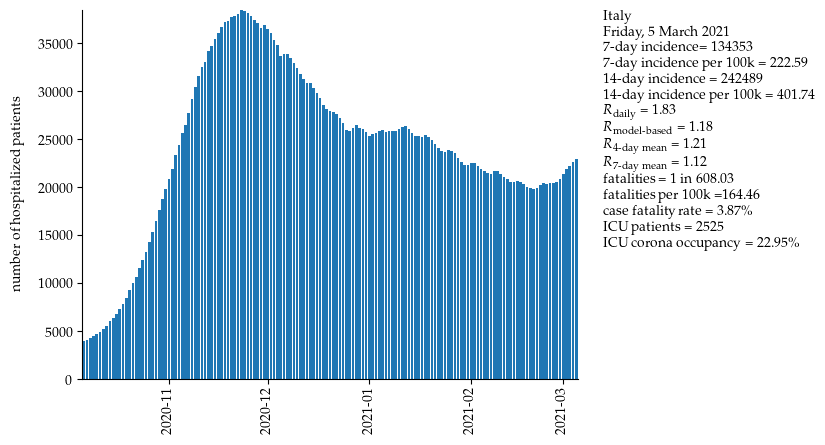 Italy
Friday, 5 March 2021
7-day incidence= 134353
7-day incidence per 100k = 222.59
14-day incidence = 242489
14-day incidence per 100k = 401.74
R daily = 1.83
R model-based = 1.18
R 4-day mean = 1.21
R 7-day mean = 1.12
fatalities = 1 in 608.03
fatalities per 100k =164.46
case fatality rate = 3.87%
ICU patients = 2525
ICU corona occupancy = 22.95%
number of hospitalized patients
35000
30000
25000
20000
15000
10000
5000
0
2020-11
2020-12
2021-01
2021-02
2021-03